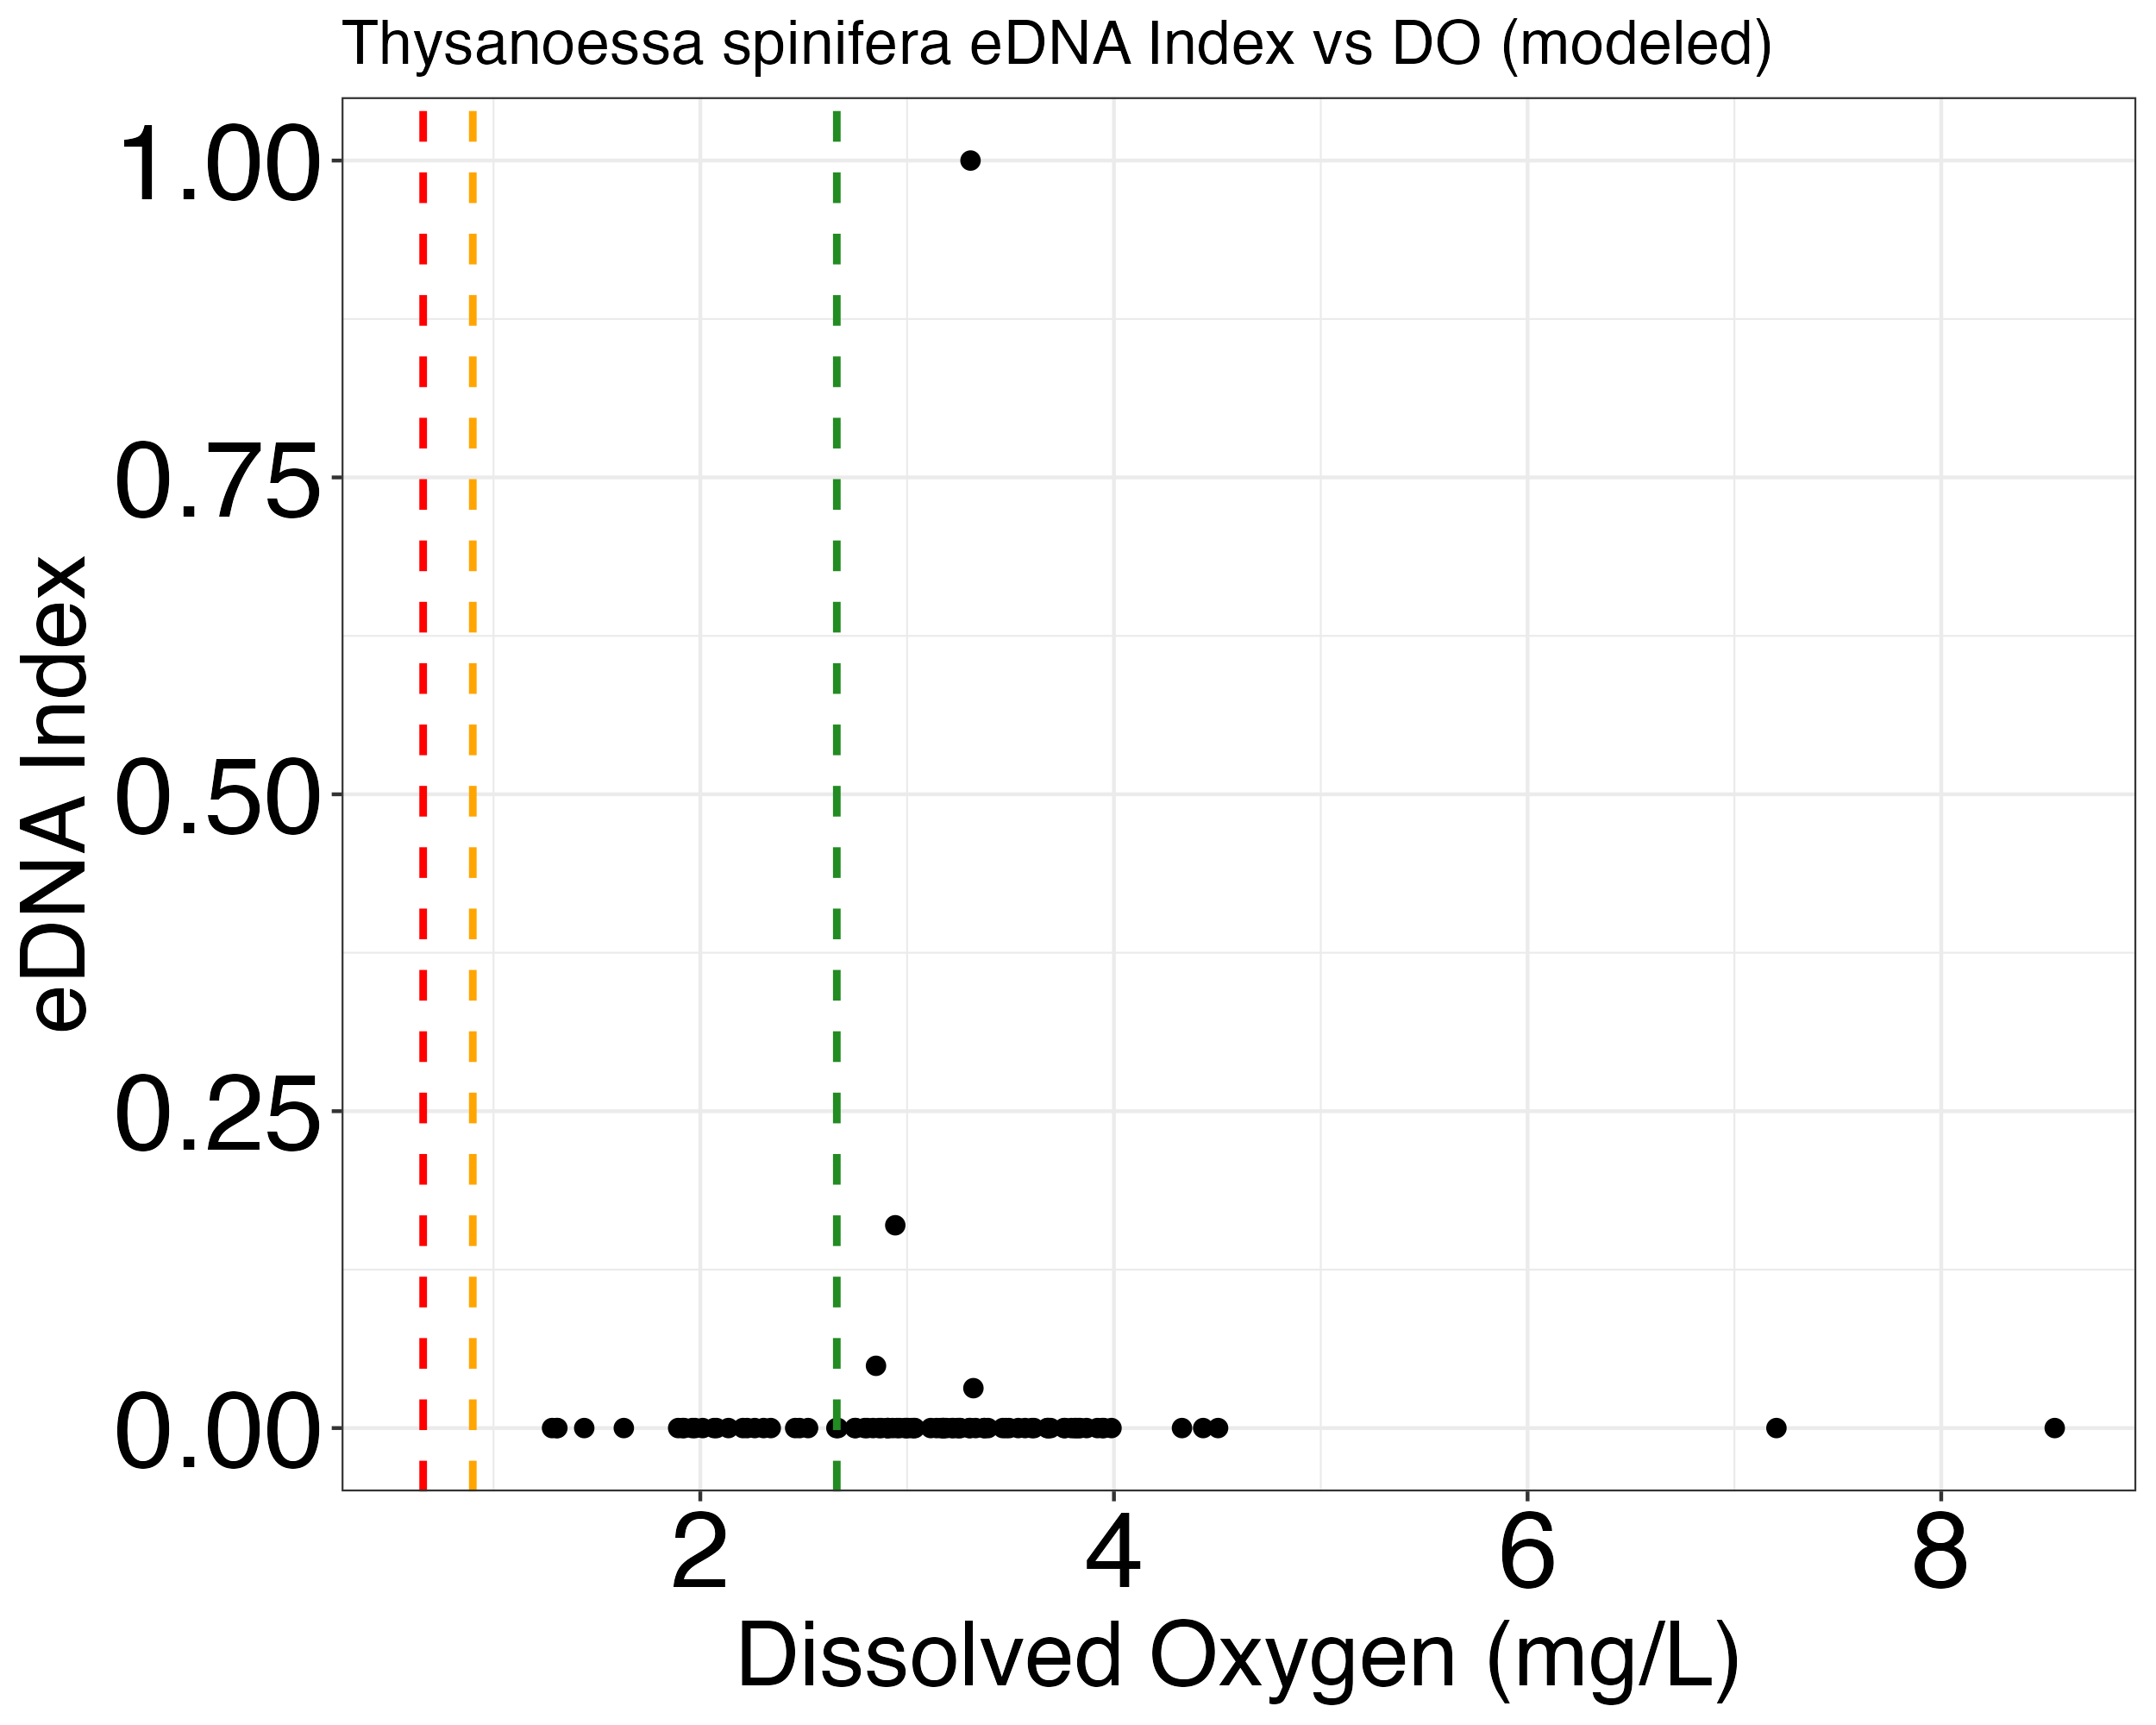 Thysanoessa spinifera eDNA Index vs DO (modeled)
1.00
0.75
0.50
0.25
0.00
eDNA Index
2 4 6 8
Dissolved Oxygen (mg/L)